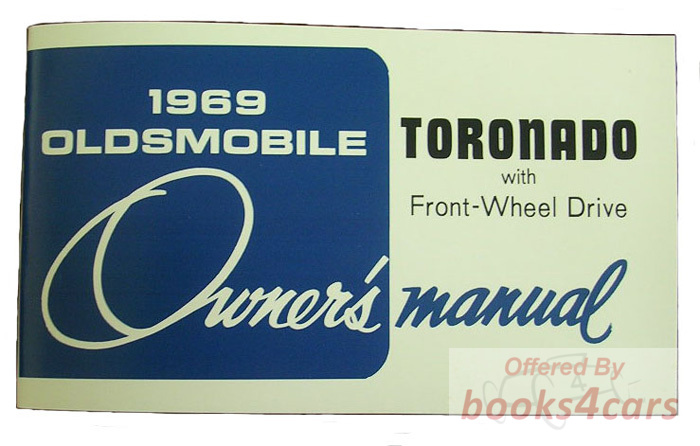 1969
OLDSMOBILE
Owner's manual
TORONADO
with
Front-Wheel Drive
Offered By
books4cars